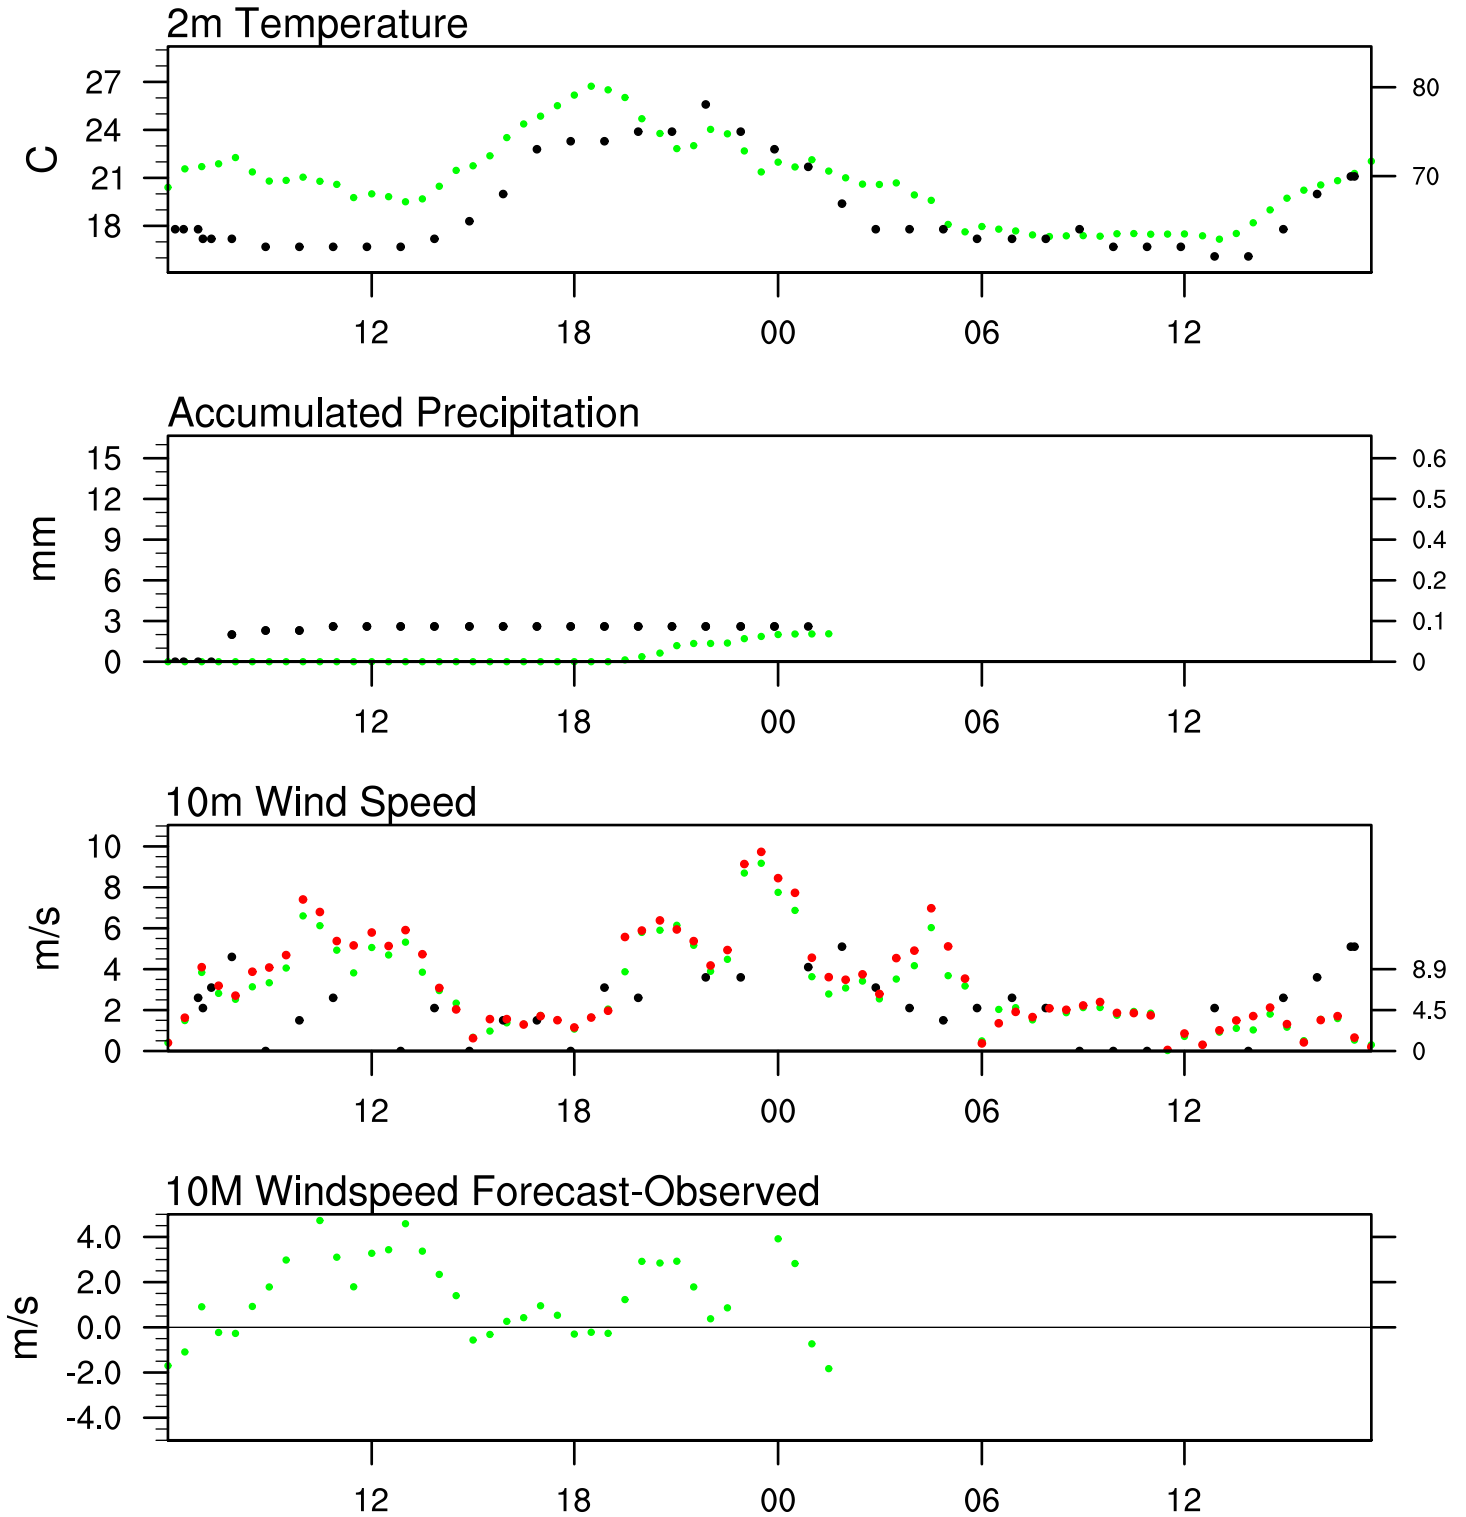 2m Temperature
C
27
24
21
18
80
70
12 18 00 06 12
Accumulated Precipitation
mm
15
12
9
6
3
0
0.6
0.5
0.4
0.2
0.1
0
12 18 00 06 12
10m Wind Speed
m/s
10
8
6
4
2
0
8.9
4.5
0
12 18 00 06 12
10M Windspeed Forecast-Observed
m/s
4.0
2.0
0.0
-2.0
-4.0
12 18 00 06 12